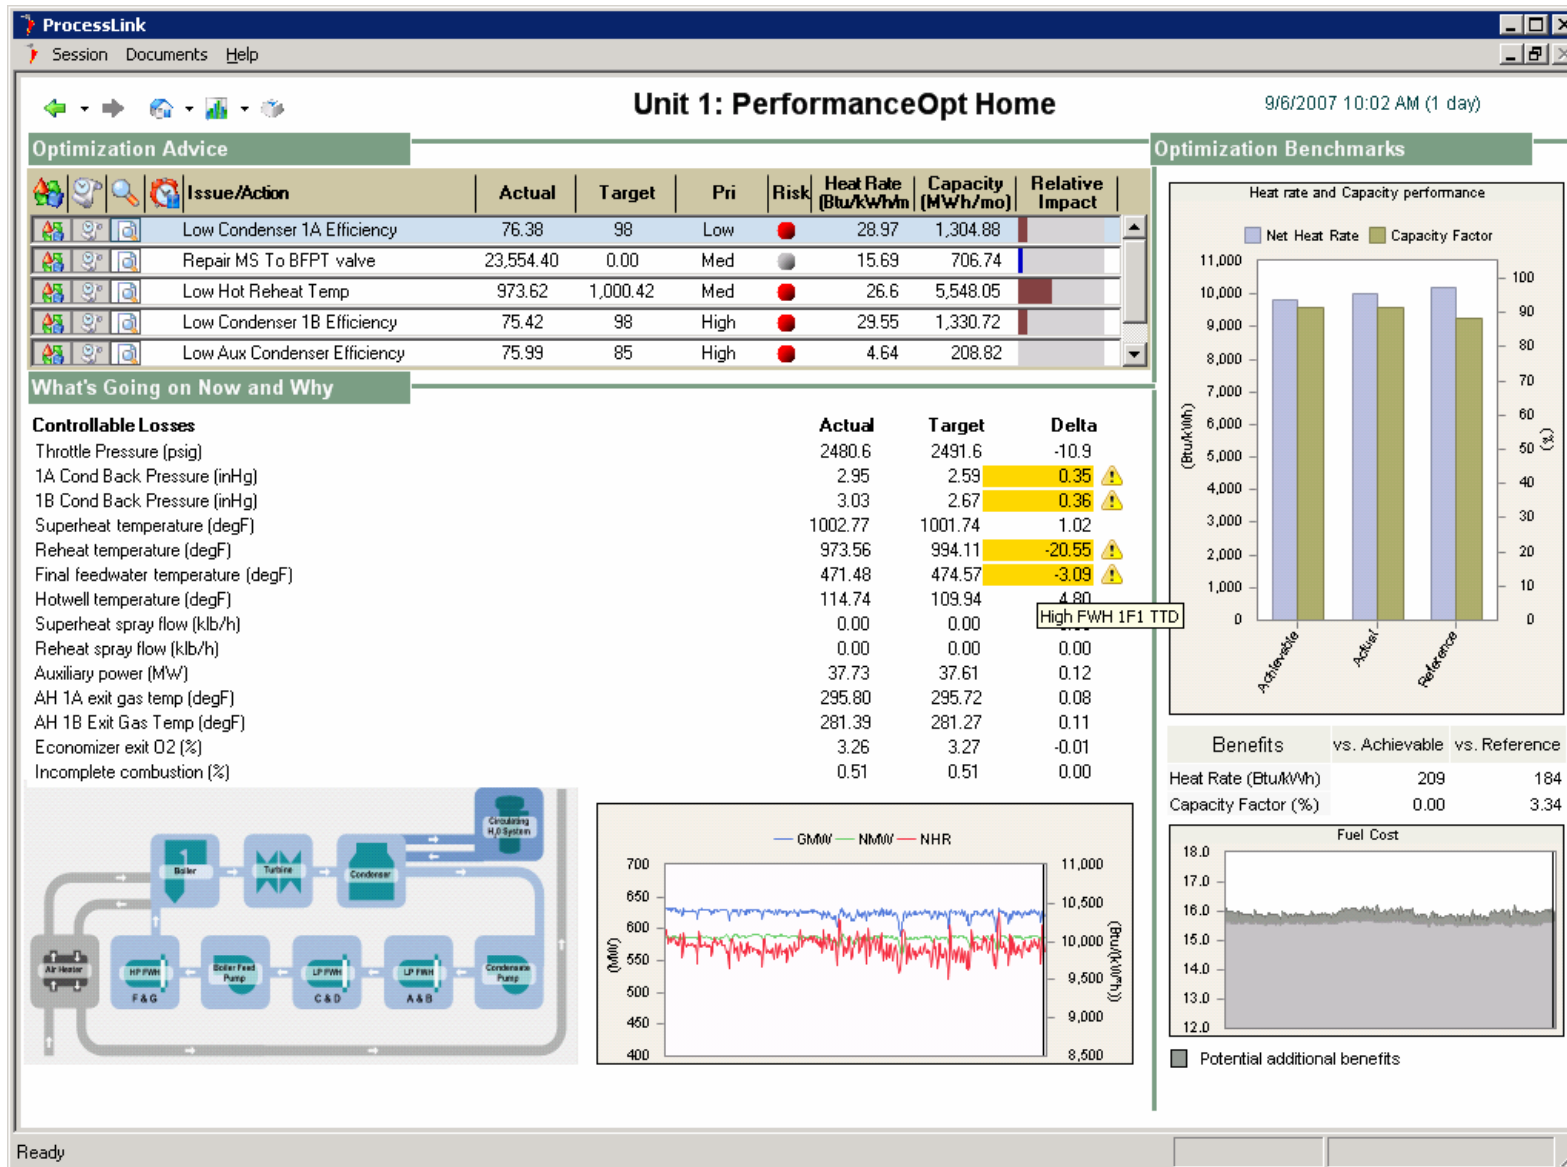 ProcessLink
Session Documents Help
Unit 1: PerformanceOpt Home
9/6/2007 10:02 AM (1 day)
Optimization Advice
Issue/Action Actual Target Pri Risk Heat Rate (Btu/kWh/m Capacity (MWh/mo) Relative Impact
Low Condenser 1A Efficiency 76.38 98 Low 28.97 1,304.88
Repair MS To BFPT valve 23,554.40 0.00 Med 15.69 706.74
Low Hot Reheat Temp 973.62 1,000.42 Med 26.6 5,548.05
Low Condenser 1B Efficiency 75.42 98 High 29.55 1,330.72
Low Aux Condenser Efficiency 75.99 85 High 4.64 208.82
What's Going on Now and Why
Controllable Losses Actual Target Delta
Throttle Pressure (psig) 2480.6 2491.6 -10.9
1A Cond Back Pressure (inHg) 2.95 2.59 0.35
1B Cond Back Pressure (inHg) 3.03 2.67 0.36
Superheat temperature (degF) 1002.77 1001.74 1.02
Reheat temperature (degF) 973.56 994.11 -20.55
Final feedwater temperature (degF) 471.48 474.57 -3.09
Hotwell temperature (degF) 114.74 109.94 4.80
High FWH 1F1 TTD
Superheat spray flow (klb/h) 0.00 0.00
Reheat spray flow (klb/h) 0.00 0.00 0.00
Auxiliary power (MW) 37.73 37.61 0.12
AH 1A exit gas temp (degF) 295.80 295.72 0.08
AH 1B Exit Gas Temp (degF) 281.39 281.27 0.11
Economizer exit O2 (%) 3.26 3.27 -0.01
Incomplete combustion (%) 0.51 0.51 0.00
Circulating
H2O System
1
Boiler
Turbine
Condenser
Air Heater
HP FWH
F & G
Boiler Feed
Pump
LP FWH
C & D
LP FWH
A & B
Condensate
Pump
GMW NMW NHR
700 11,000
650 10,500
600 10,000
550 9,500
500 9,000
450
400 8,500
(MW)
(Btu/kW*h))
Optimization Benchmarks
Heat rate and Capacity performance
Net Heat Rate Capacity Factor
11,000
10,000 100
9,000 90
8,000 80
7,000 70
6,000 60
5,000 50
4,000 40
3,000 30
2,000 20
1,000 10
0 0
(Btu/kWh)
(%)
Achievable Actual Reference
Benefits vs. Achievable vs. Reference
Heat Rate (Btu/kWh) 209 184
Capacity Factor (%) 0.00 3.34
Fuel Cost
18.0
17.0
16.0
15.0
14.0
13.0
12.0
Potential additional benefits
Ready